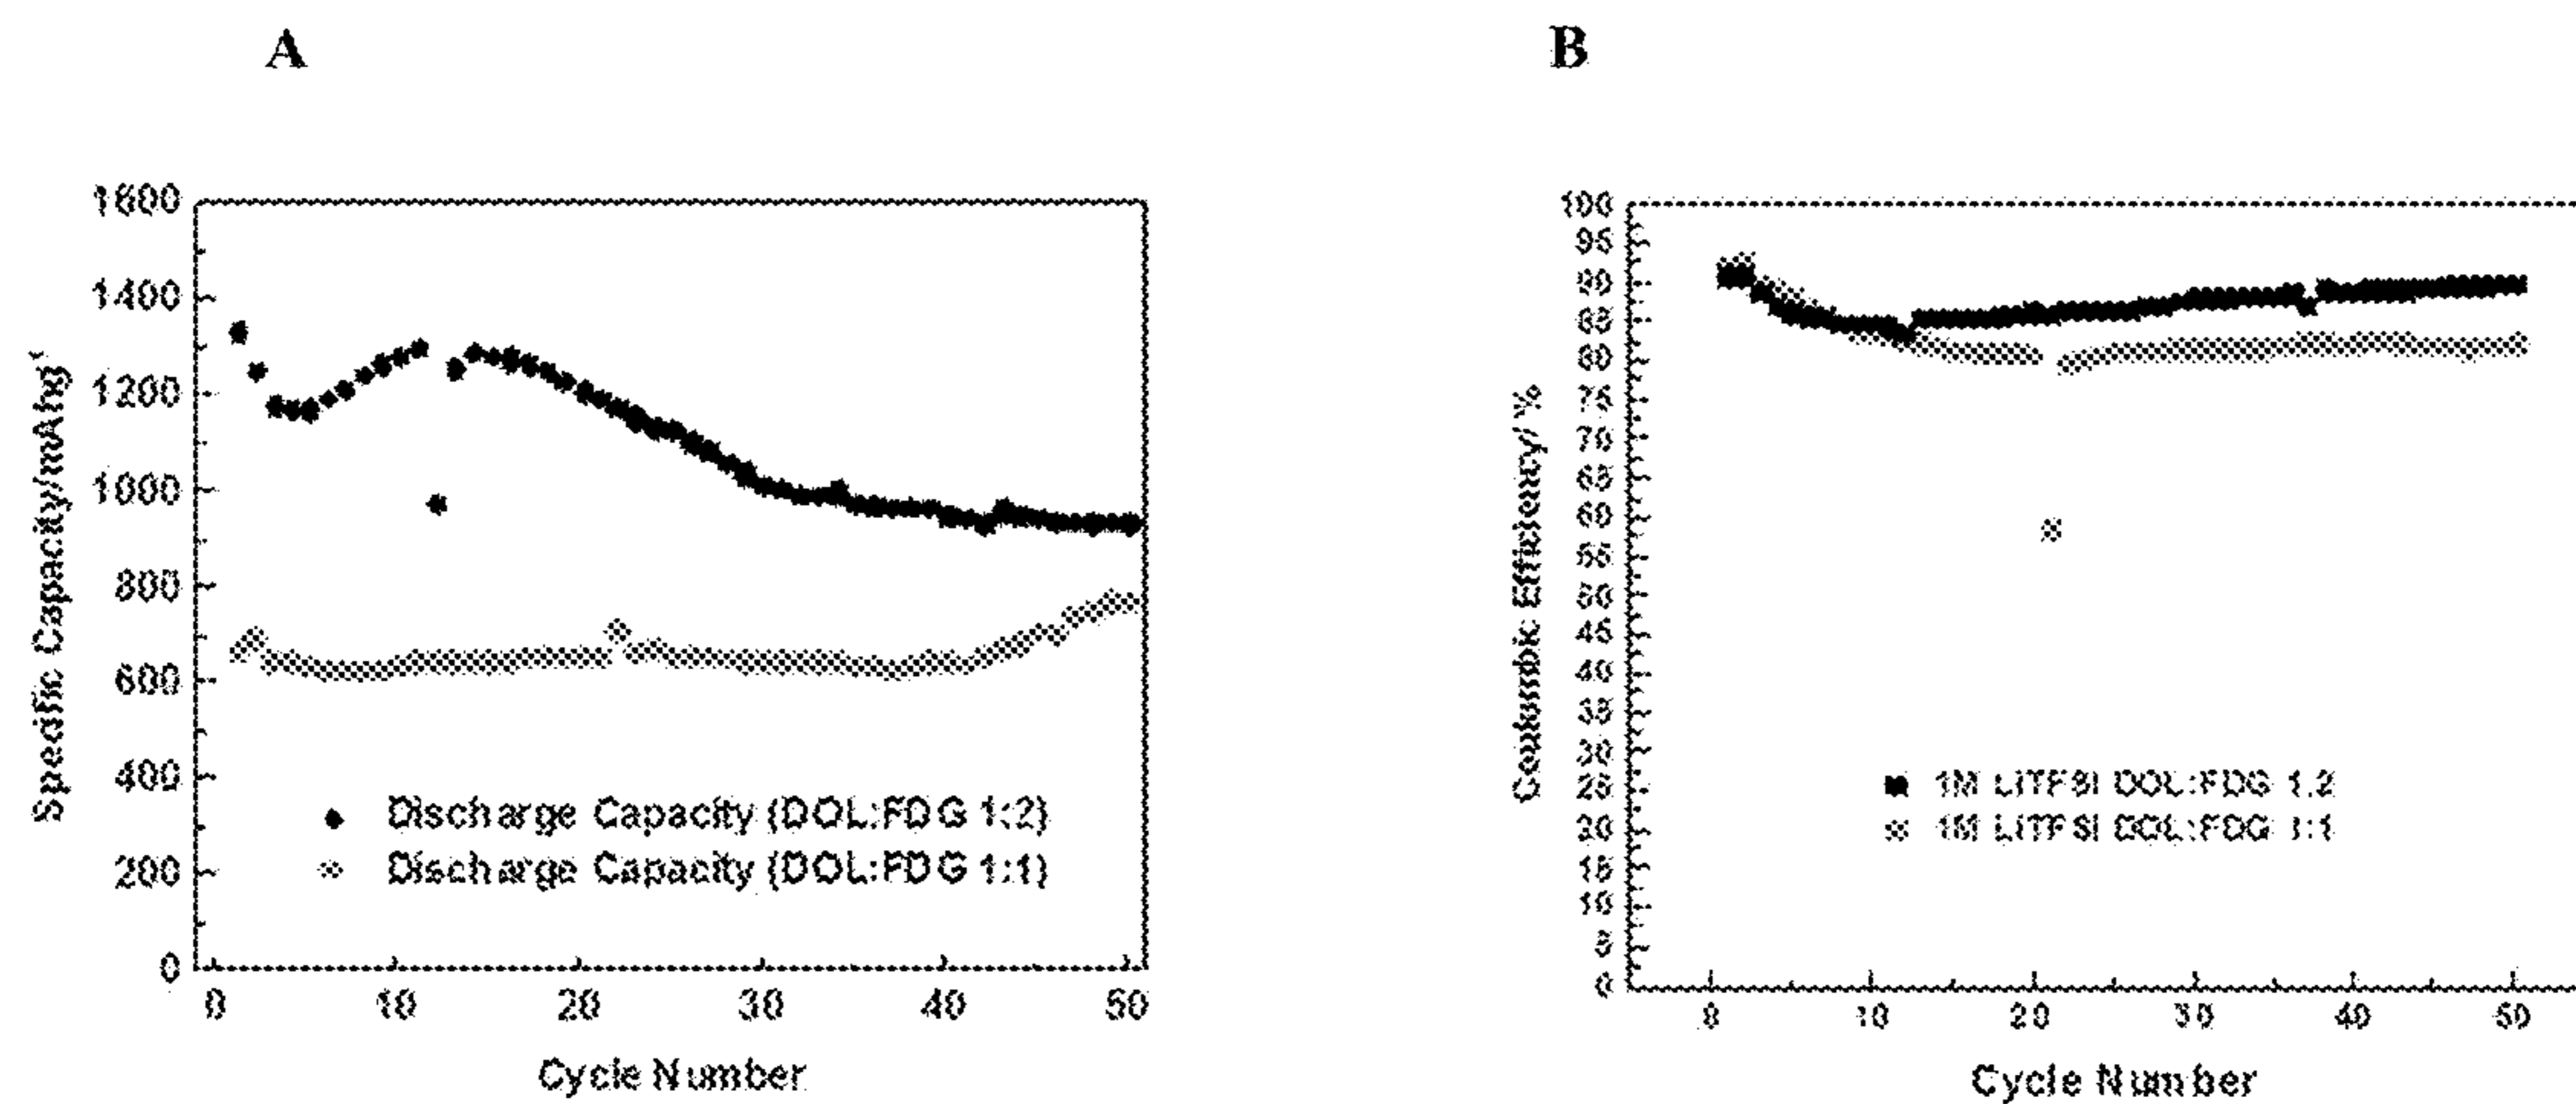 A
B
1600
1400
1200
1000
800
600
400
200
0
0 10 20 30 40 50
Specific Capacity/mAhg⁻¹
Cycle Number
Discharge Capacity (DOL:FDG 1:2)
Discharge Capacity (DOL:FDG 1:1)
100
95
90
85
80
75
70
65
60
55
50
45
40
35
30
25
20
15
10
5
0
0 10 20 30 40 50
Coulombic Efficiency/ %
Cycle Number
1M LiTFSI DOL:FDG 1:2
1M LiTFSI DOL:FDG 1:1